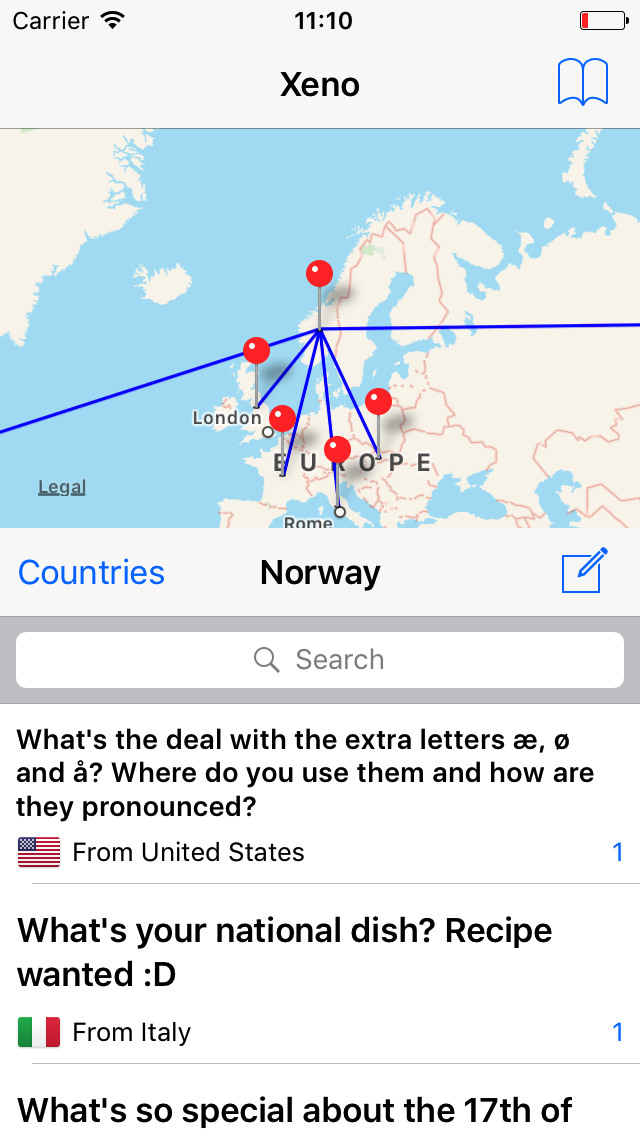 Carrier 11:10
Xeno
London
EUROPE
Legal
Rome
Countries Norway
Search
What's the deal with the extra letters æ, ø
and å? Where do you use them and how are
they pronounced?
From United States 1
What's your national dish? Recipe
wanted :D
From Italy 1
What's so special about the 17th of